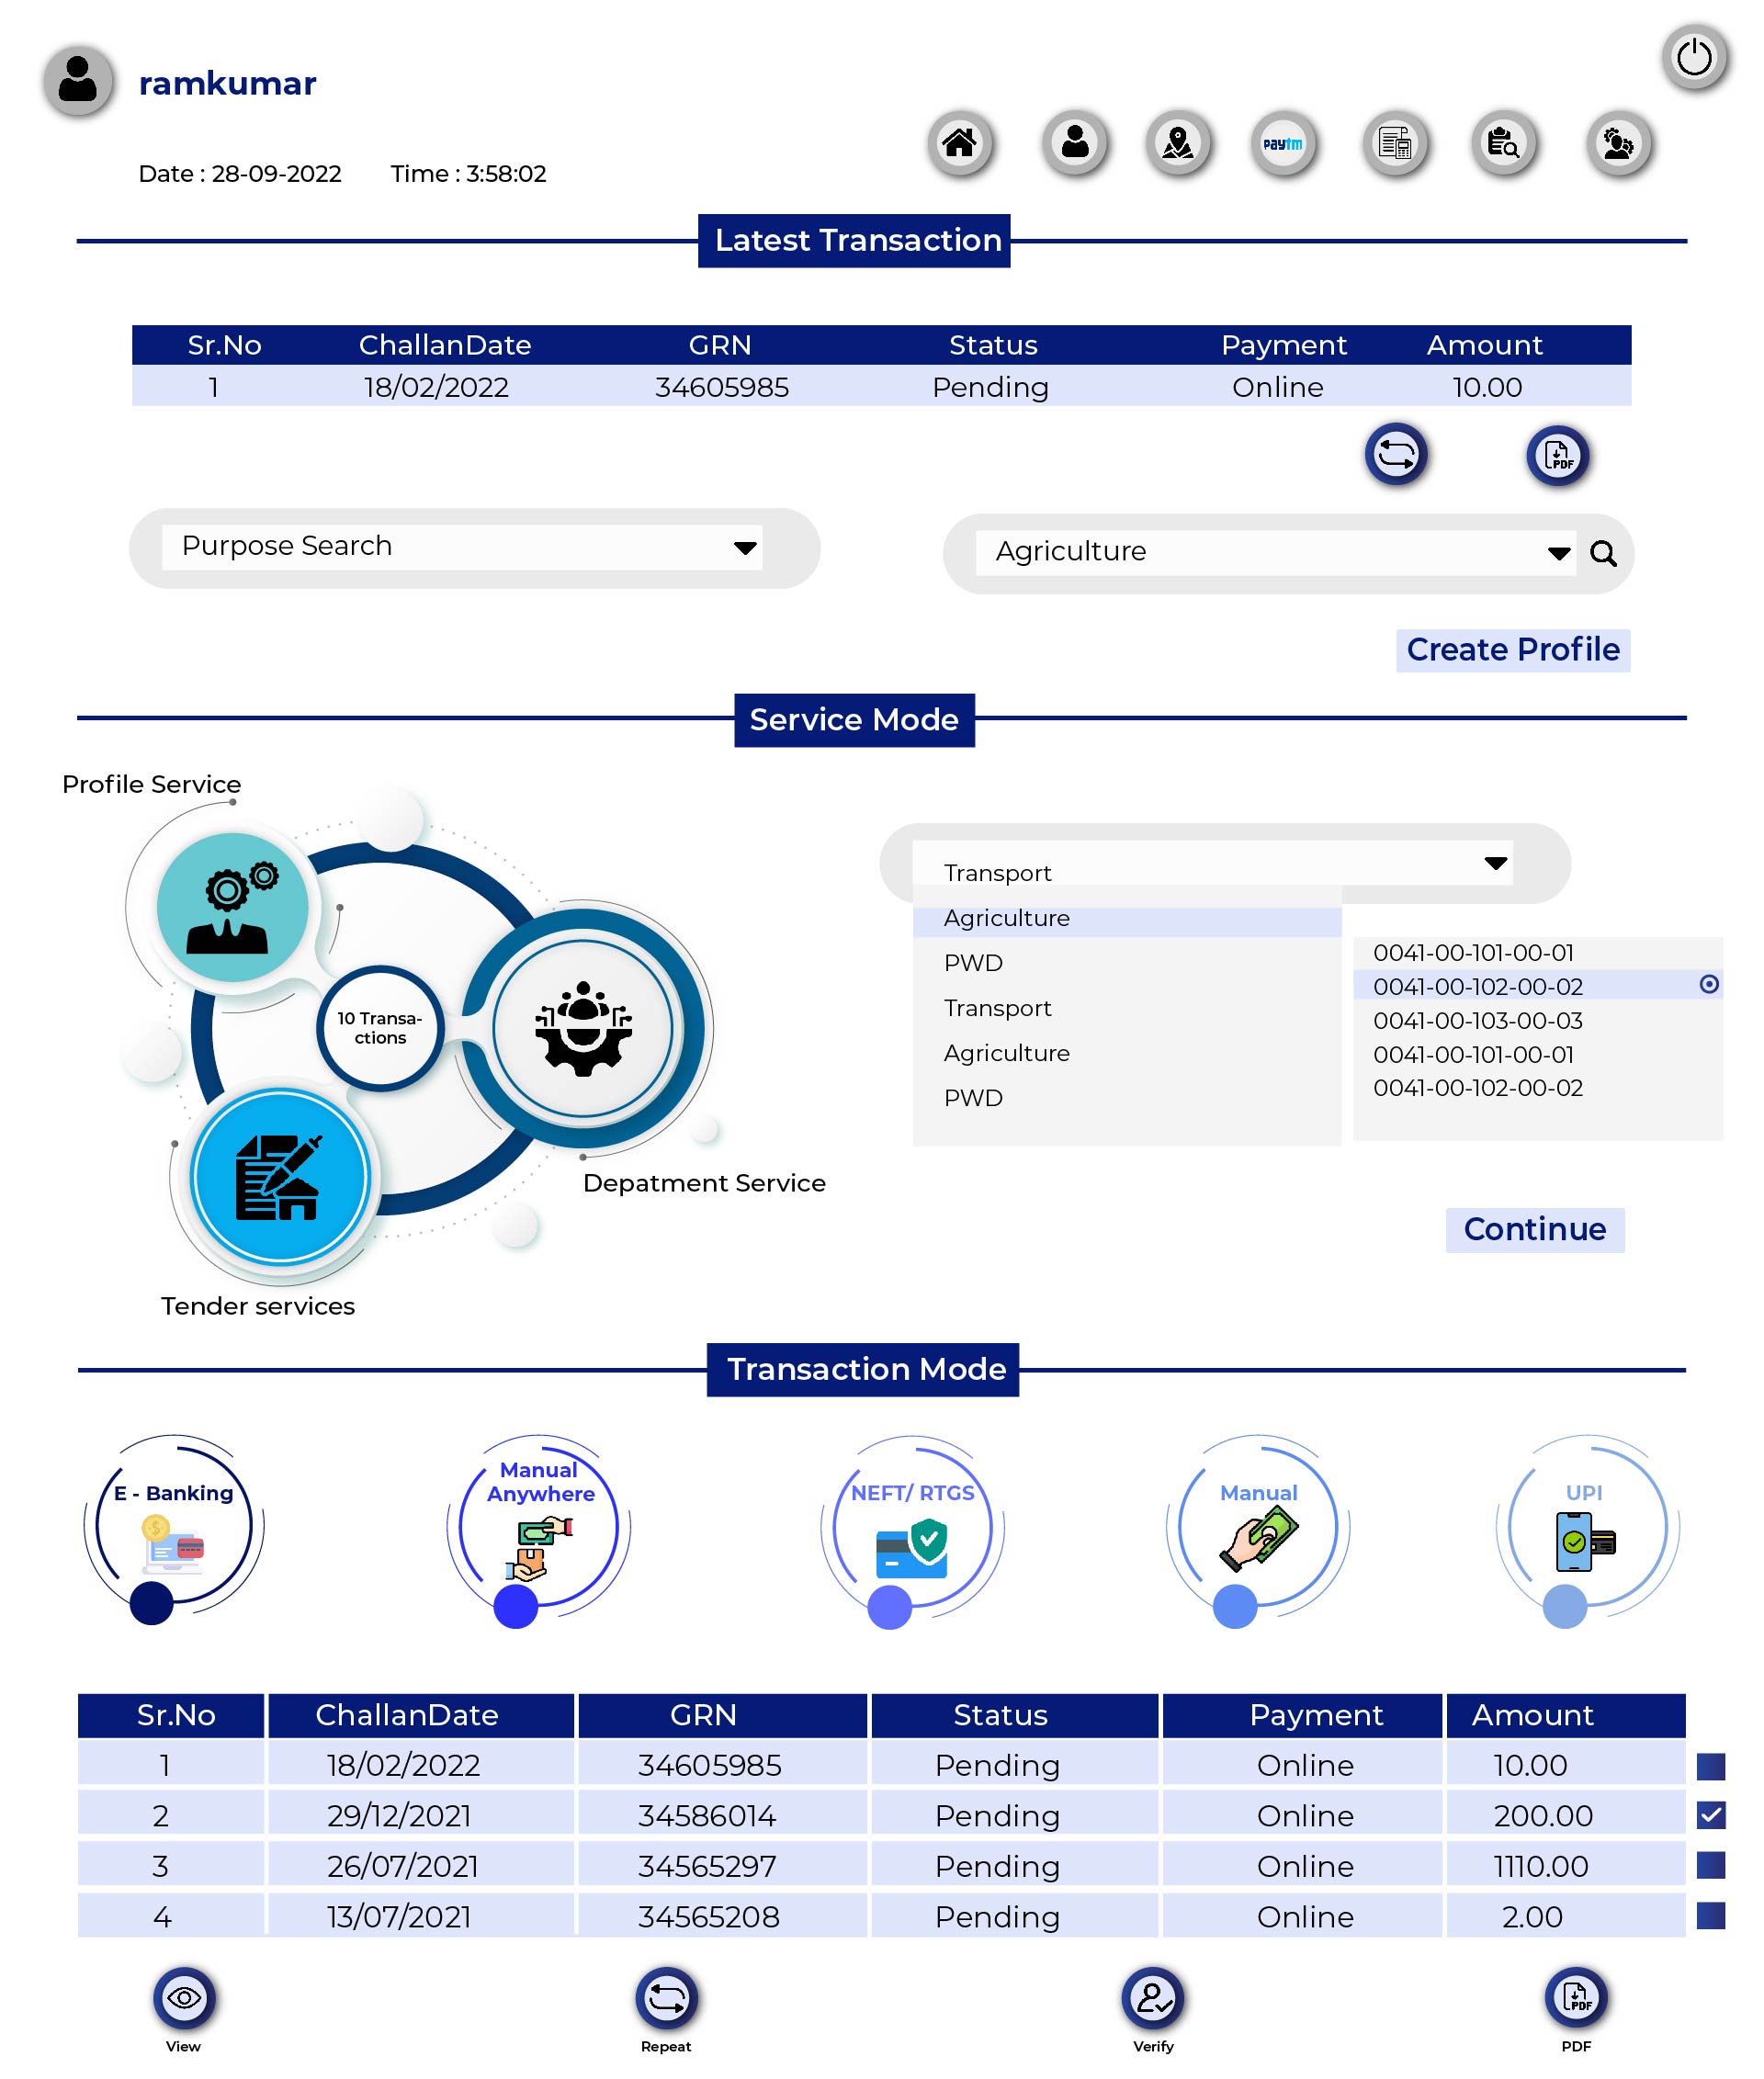 ramkumar
Date : 28-09-2022 Time : 3:58:02
paytm
Latest Transaction
Sr.No ChallanDate GRN Status Payment Amount
1 18/02/2022 34605985 Pending Online 10.00
PDF
Purpose Search
Agriculture
Create Profile
Service Mode
Profile Service
10 Transa-
ctions
Depatment Service
Tender services
Transport
Agriculture
PWD
Transport
Agriculture
PWD
0041-00-101-00-01
0041-00-102-00-02
0041-00-103-00-03
0041-00-101-00-01
0041-00-102-00-02
Continue
Transaction Mode
E - Banking
Manual
Anywhere
NEFT/ RTGS
Manual
UPI
Sr.No ChallanDate GRN Status Payment Amount
1 18/02/2022 34605985 Pending Online 10.00
2 29/12/2021 34586014 Pending Online 200.00
3 26/07/2021 34565297 Pending Online 1110.00
4 13/07/2021 34565208 Pending Online 2.00
PDF
View Repeat Verify PDF